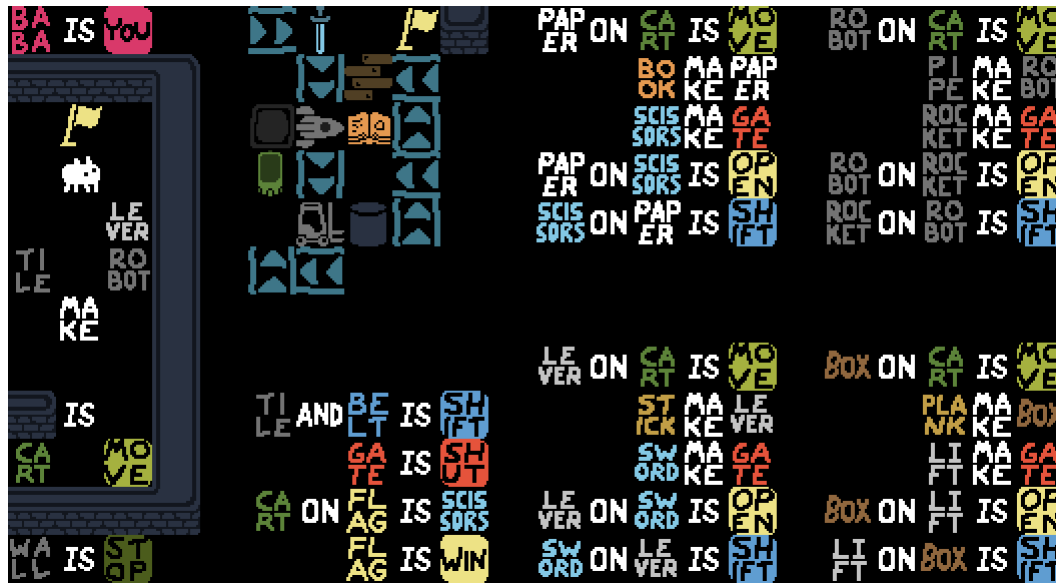 BABA IS YOU PAPER ON CART IS MOVE ROBOT ON CART IS MOVE
BOOK MAKE PAPER PIPE MAKE ROBOT
SCISSORS MAKE GATE ROCKET MAKE GATE
PAPER ON SCISSORS IS OPEN ROBOT ON ROCKET IS OPEN
LEVER SCISSORS ON PAPER IS SHIFT ROCKET ON ROBOT IS SHIFT
TILE ROBOT
MAKE
LEVER ON CART IS MOVE BOX ON CART IS MOVE
IS TILE AND BELT IS SHIFT STICK MAKE LEVER PLANK MAKE BOX
CART MOVE GATE IS SHUT SWORD MAKE GATE LIFT MAKE GATE
CART ON FLAG IS SCISSORS LEVER ON SWORD IS OPEN BOX ON LIFT IS OPEN
WALL IS STOP FLAG IS WIN SWORD ON LEVER IS SHIFT LIFT ON BOX IS SHIFT